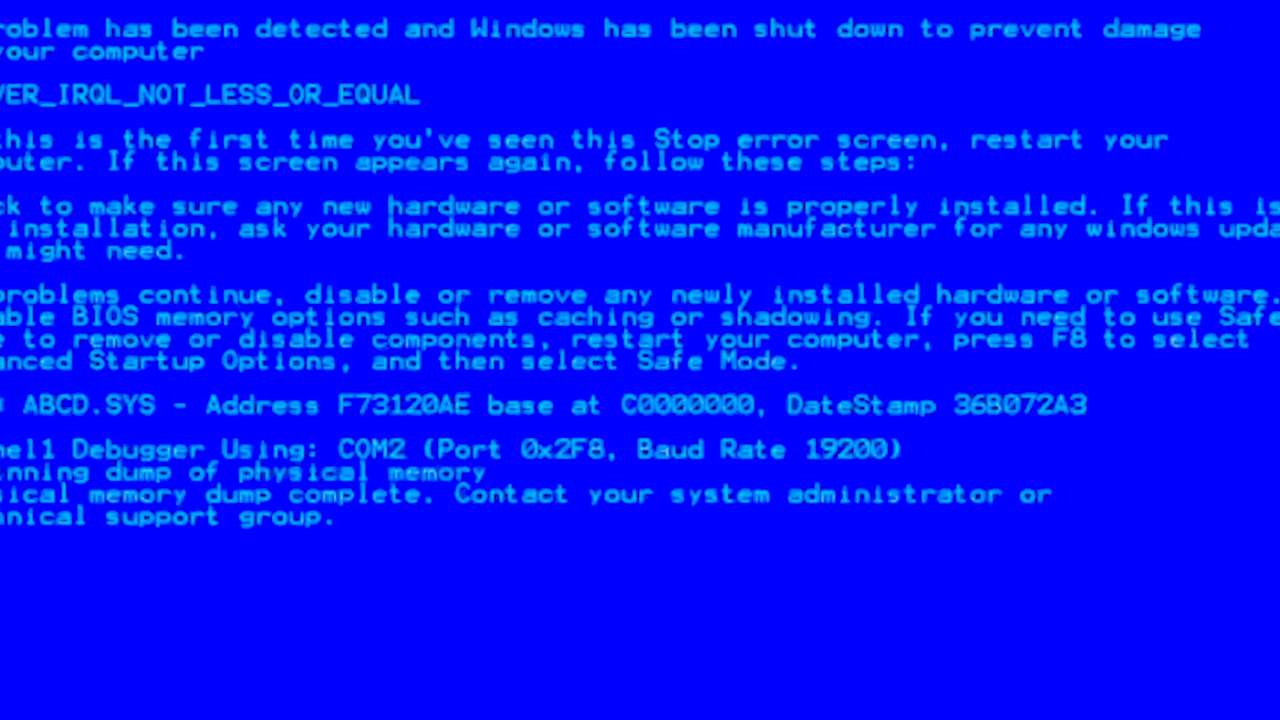 roblem has been detected and Windows has been shut down to prevent damage
your computer
VER_IRQL_NOT_LESS_OR_EQUAL
this is the first time you've seen this Stop error screen, restart your
puter. If this screen appears again, follow these steps:
ck to make sure any new hardware or software is properly installed. If this is
installation, ask your hardware or software manufacturer for any windows upda
might need.
problems continue, disable or remove any newly installed hardware or software.
able BIOS memory options such as caching or shadowing. If you need to use Safe
e to remove or disable components, restart your computer, press F8 to select
anced Startup Options, and then select Safe Mode.
ABCD.SYS - Address F73120AE base at C0000000, DateStamp 36B072A3
nel1 Debugger Using: COM2 (Port 0x2F8, Baud Rate 19200)
inning dump of physical memory
sical memory dump complete. Contact your system administrator or
hnical support group.